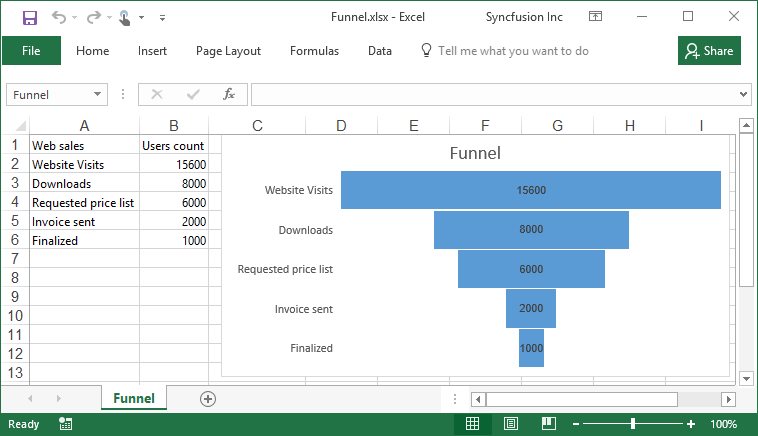 Funnel.xlsx - Excel Syncfusion Inc
File Home Insert Page Layout Formulas Data Tell me what you want to do Share
Funnel fx
A B C D E F G H I
1 Web sales Users count
2 Website Visits 15600
3 Downloads 8000
4 Requested price list 6000
5 Invoice sent 2000
6 Finalized 1000
7
8
9
10
11
12
13
Funnel
Website Visits 15600
Downloads 8000
Requested price list 6000
Invoice sent 2000
Finalized 1000
Funnel
Ready 100%